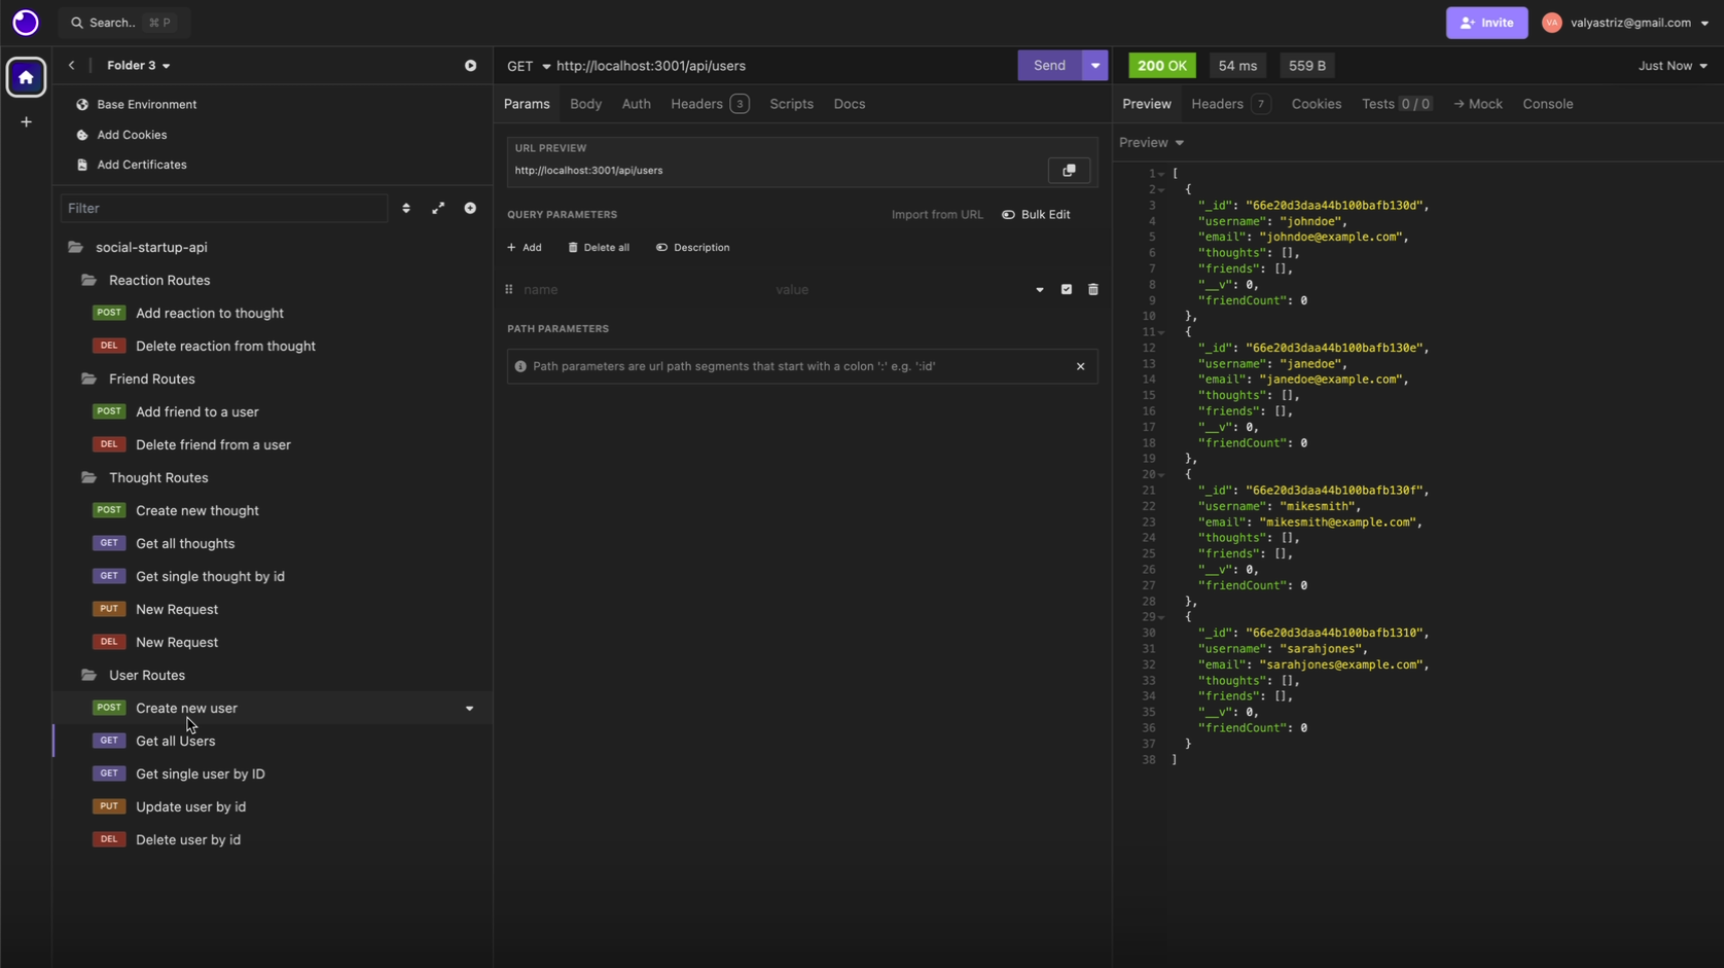 Search.. ⌘ P
Invite
VA valyastriz@gmail.com
Folder 3
Base Environment
Add Cookies
Add Certificates
Filter
social-startup-api
Reaction Routes
POST Add reaction to thought
DEL Delete reaction from thought
Friend Routes
POST Add friend to a user
DEL Delete friend from a user
Thought Routes
POST Create new thought
GET Get all thoughts
GET Get single thought by id
PUT New Request
DEL New Request
User Routes
POST Create new user
GET Get all Users
GET Get single user by ID
PUT Update user by id
DEL Delete user by id
GET http://localhost:3001/api/users Send
Params Body Auth Headers 3 Scripts Docs
URL PREVIEW
http://localhost:3001/api/users
QUERY PARAMETERS Import from URL Bulk Edit
+ Add Delete all Description
name value
PATH PARAMETERS
Path parameters are url path segments that start with a colon ':' e.g. ':id'
200 OK 54 ms 559 B Just Now
Preview Headers 7 Cookies Tests 0 / 0 → Mock Console
Preview
1 [
2 {
3 "_id": "66e20d3daa44b100bafb130d",
4 "username": "johndoe",
5 "email": "johndoe@example.com",
6 "thoughts": [],
7 "friends": [],
8 "__v": 0,
9 "friendCount": 0
10 },
11 {
12 "_id": "66e20d3daa44b100bafb130e",
13 "username": "janedoe",
14 "email": "janedoe@example.com",
15 "thoughts": [],
16 "friends": [],
17 "__v": 0,
18 "friendCount": 0
19 },
20 {
21 "_id": "66e20d3daa44b100bafb130f",
22 "username": "mikesmith",
23 "email": "mikesmith@example.com",
24 "thoughts": [],
25 "friends": [],
26 "__v": 0,
27 "friendCount": 0
28 },
29 {
30 "_id": "66e20d3daa44b100bafb1310",
31 "username": "sarahjones",
32 "email": "sarahjones@example.com",
33 "thoughts": [],
34 "friends": [],
35 "__v": 0,
36 "friendCount": 0
37 }
38 ]